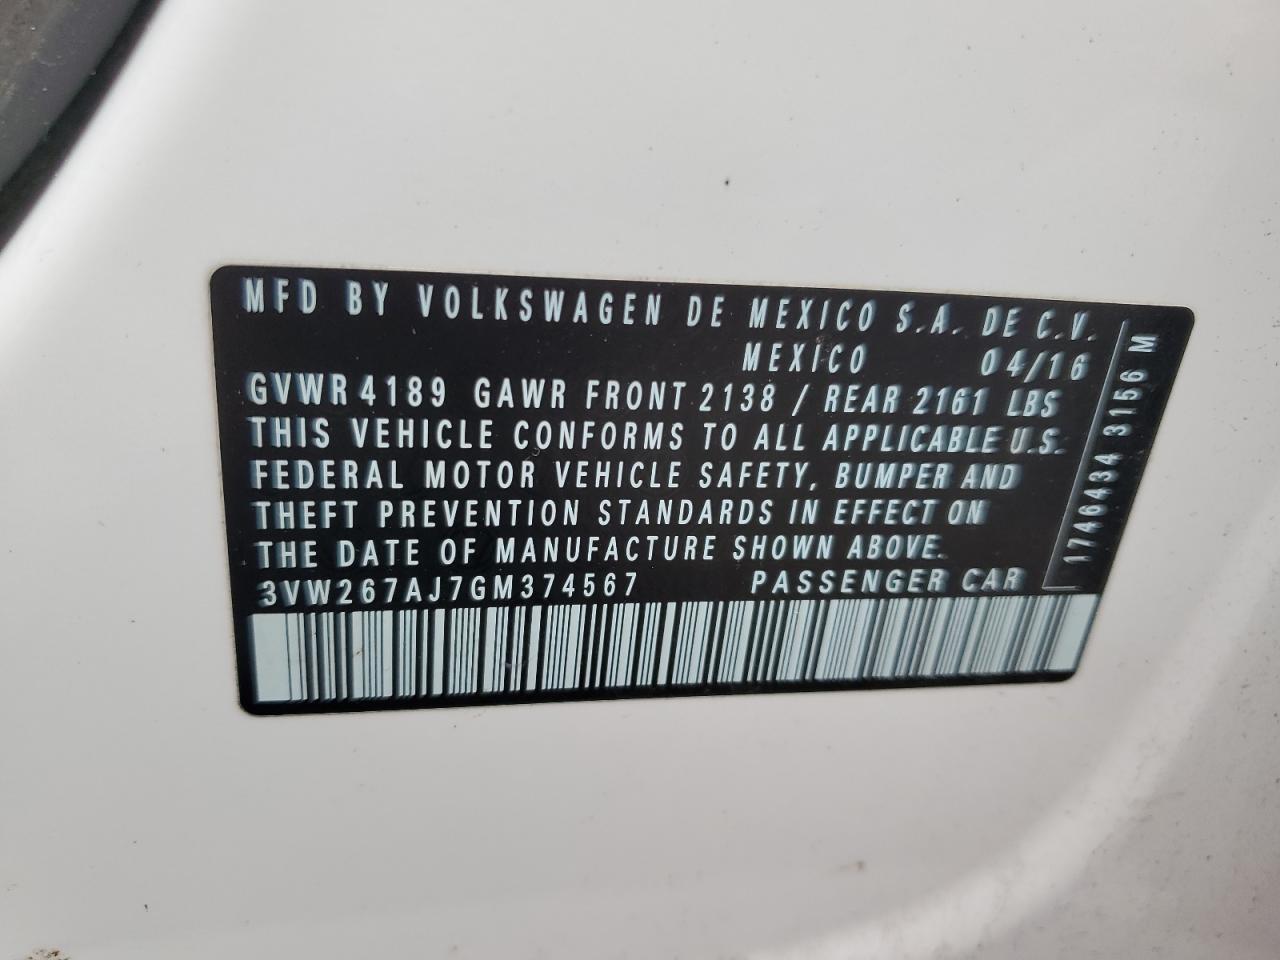 MFD BY VOLKSWAGEN DE MEXICO S.A. DE C.V.
MEXICO 04/16
GVWR 4189 GAWR FRONT 2138 / REAR 2161 LBS
THIS VEHICLE CONFORMS TO ALL APPLICABLE U.S.
FEDERAL MOTOR VEHICLE SAFETY, BUMPER AND
THEFT PREVENTION STANDARDS IN EFFECT ON
THE DATE OF MANUFACTURE SHOWN ABOVE.
3VW267AJ7GM374567 PASSENGER CAR
1746434 3156 M